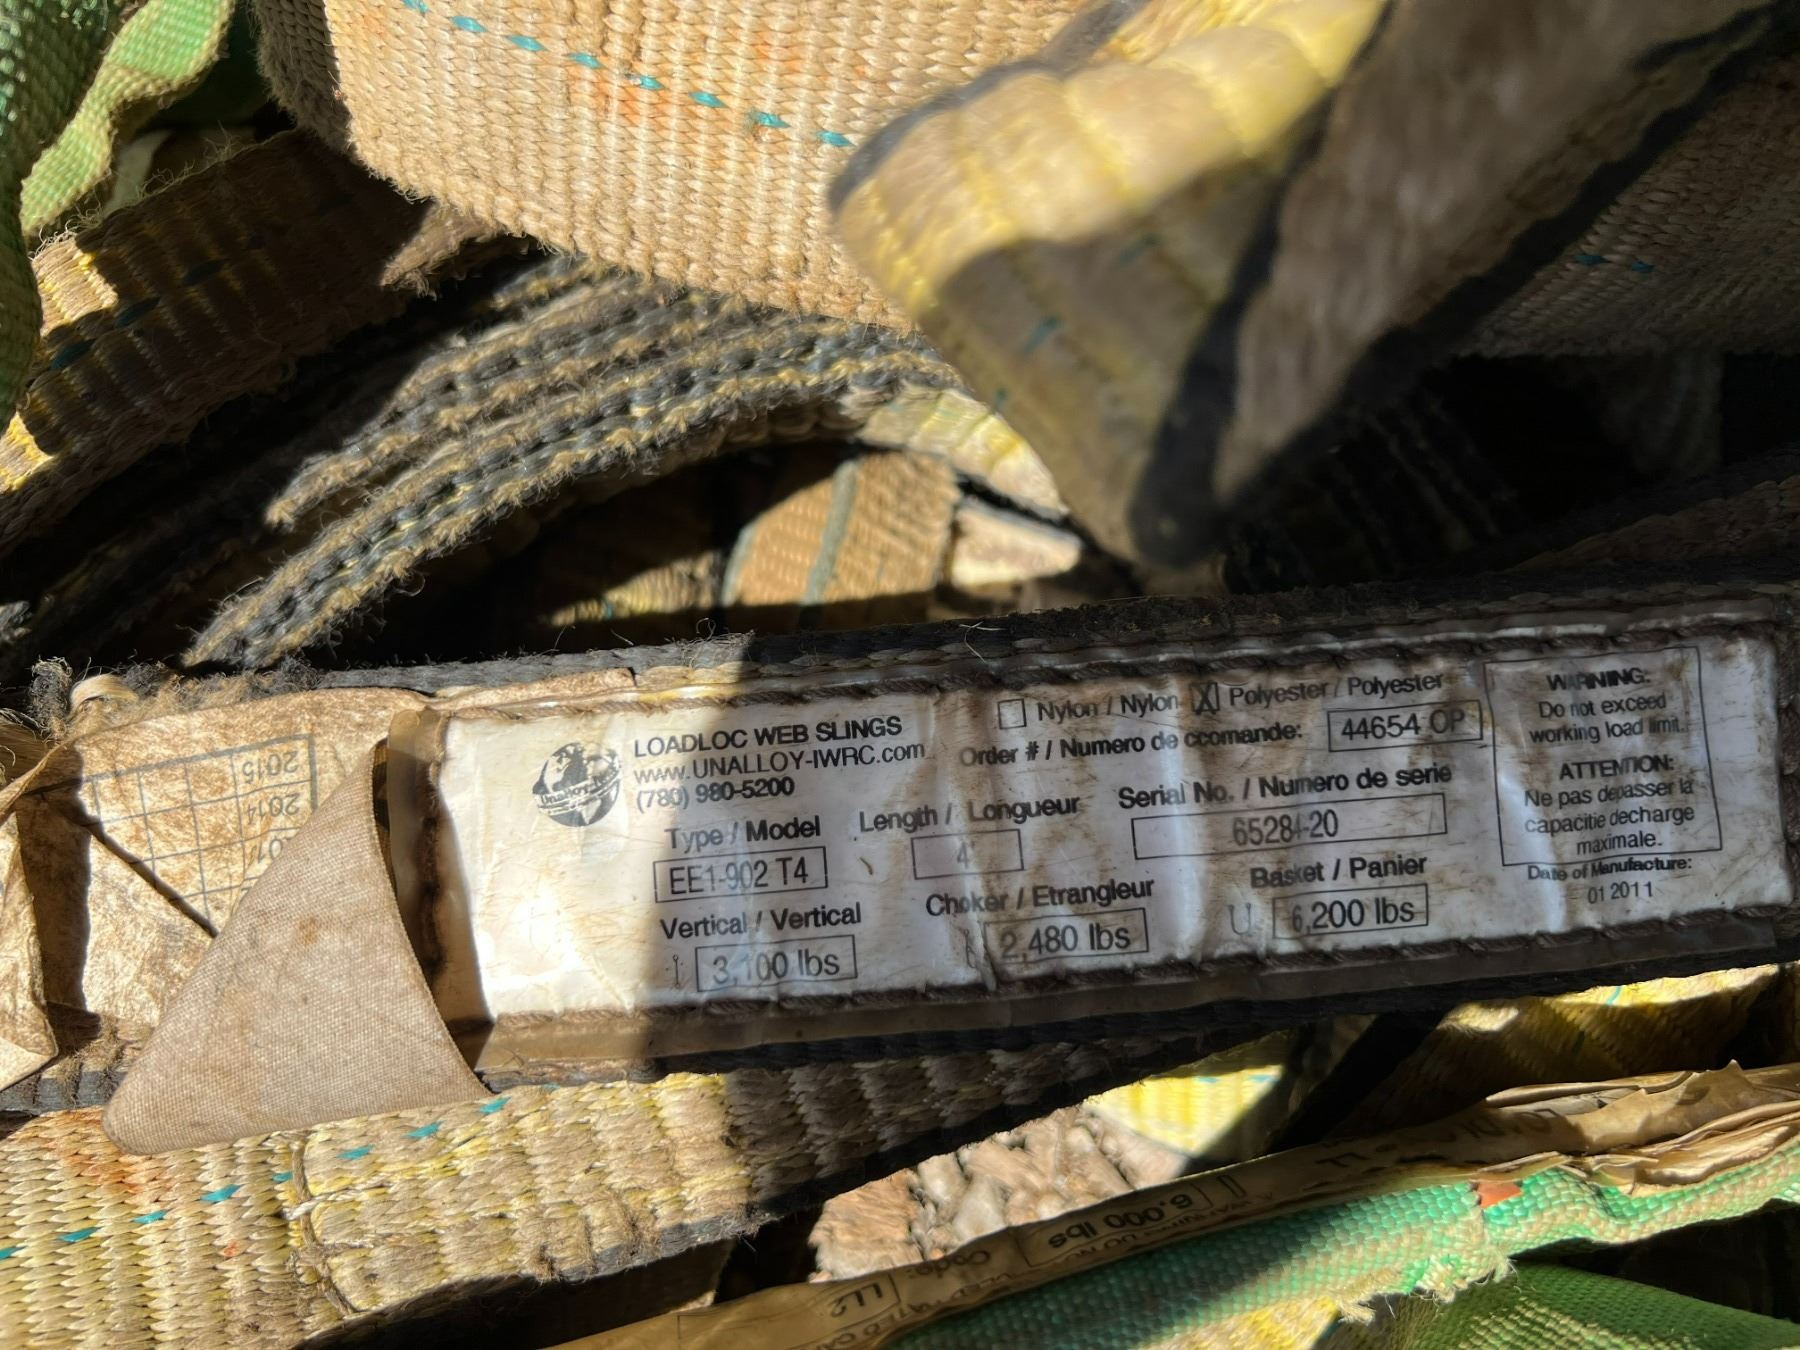 LOADLOC WEB SLINGS
www.UNALLOY-IWRC.com
(780) 980-5200
Nylon / Nylon X Polyester / Polyester
Order # / Numero de ccomande: 44654 OP
Type / Model
EE1-902 T4
Length / Longueur
4'
Serial No. / Numero de serie
65284-20
Vertical / Vertical
3,100 lbs
Choker / Etrangleur
2,480 lbs
Basket / Panier
6,200 lbs
WARNING:
Do not exceed
working load limit.
ATTENTION:
Ne pas depasser la
capacitie decharge
maximale.
Date of Manufacture:
01 2011
2015
2014
6,000 lbs
Code:
LL2